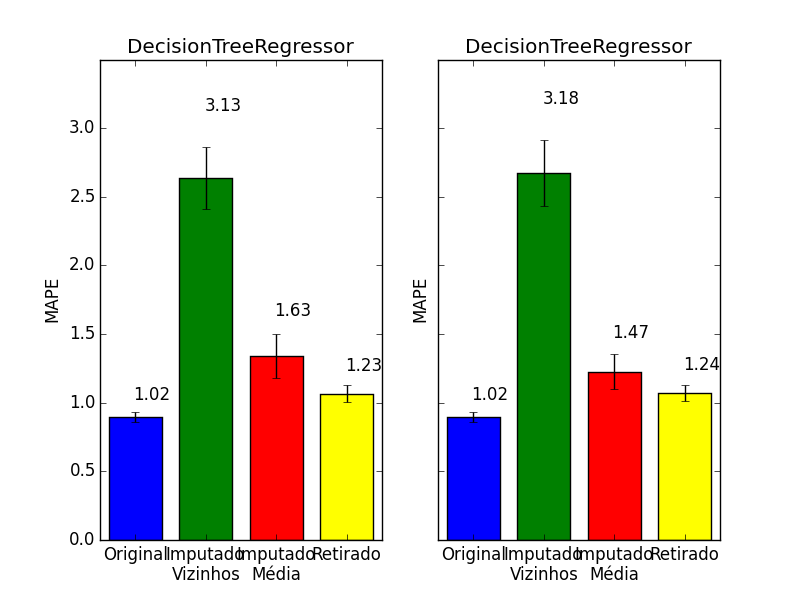 DecisionTreeRegressor
MAPE
3.0
2.5
2.0
1.5
1.0
0.5
0.0
1.02
3.13
1.63
1.23
Original
Imputado
Vizinhos
Imputado
Média
Retirado
DecisionTreeRegressor
MAPE
1.02
3.18
1.47
1.24
Original
Imputado
Vizinhos
Imputado
Média
Retirado